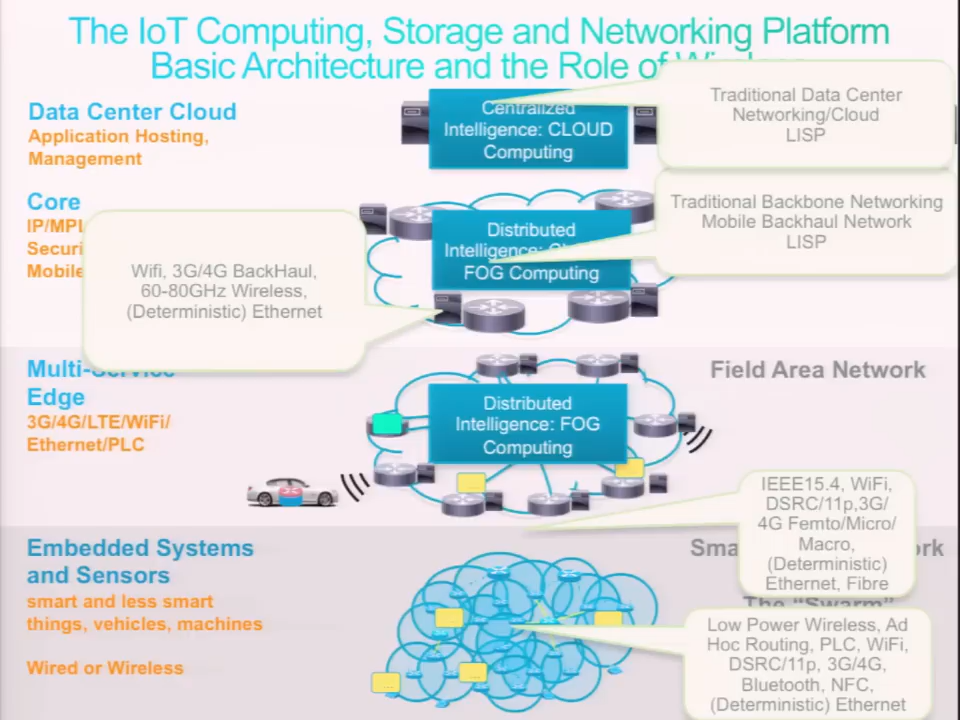 The IoT Computing, Storage and Networking Platform
Basic Architecture and the Role of
Data Center Cloud
Application Hosting,
Management
Centralized
Intelligence: CLOUD
Computing
Traditional Data Center
Networking/Cloud
LISP
Core
Distributed
Intelligence:
FOG Computing
Traditional Backbone Networking
Mobile Backhaul Network
LISP
Wifi, 3G/4G BackHaul,
60-80GHz Wireless,
(Deterministic) Ethernet
Edge
3G/4G/LTE/WiFi/
Ethernet/PLC
Distributed
Intelligence: FOG
Computing
Field Area Network
Embedded Systems
and Sensors
smart and less smart
things, vehicles, machines
Wired or Wireless
IEEE15.4, WiFi,
DSRC/11p,3G/
4G Femto/Micro/
Macro,
(Deterministic)
Ethernet, Fibre
The "Swarm"
Low Power Wireless, Ad
Hoc Routing, PLC, WiFi,
DSRC/11p, 3G/4G,
Bluetooth, NFC,
(Deterministic) Ethernet